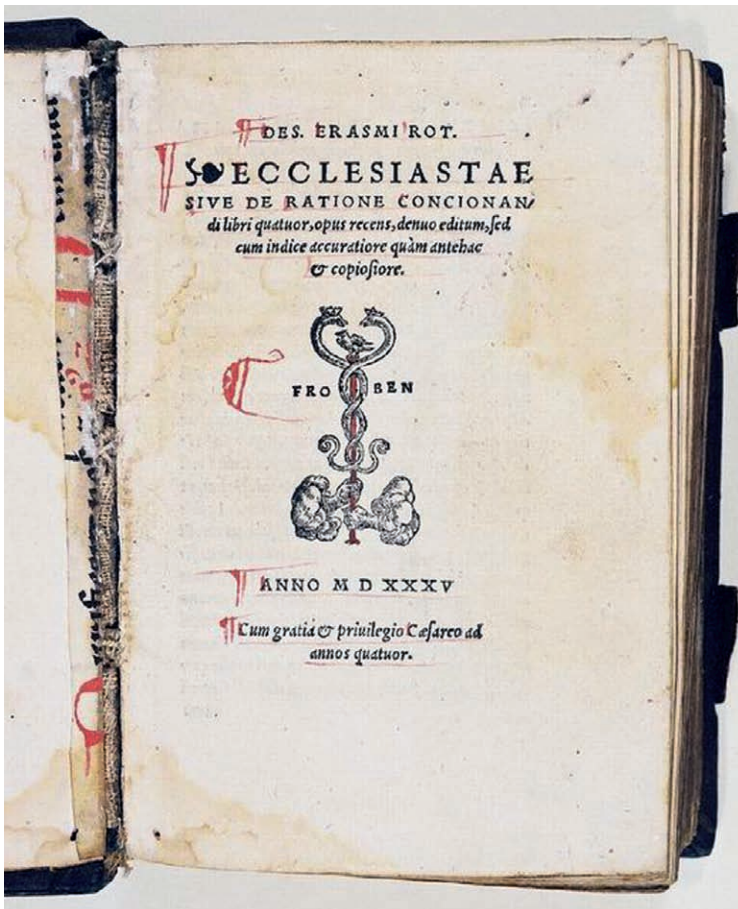 DES. ERASMI ROT.
ECCLESIASTAE
SIVE DE RATIONE CONCIONAN/
di libri quatuor, opus recens, denuo editum, ſed
cum indice accuratiore quàm antehac
& copioſiore.
FRO BEN
ANNO M D XXXV
Cum gratia & priuilegio Cæſareo ad
annos quatuor.